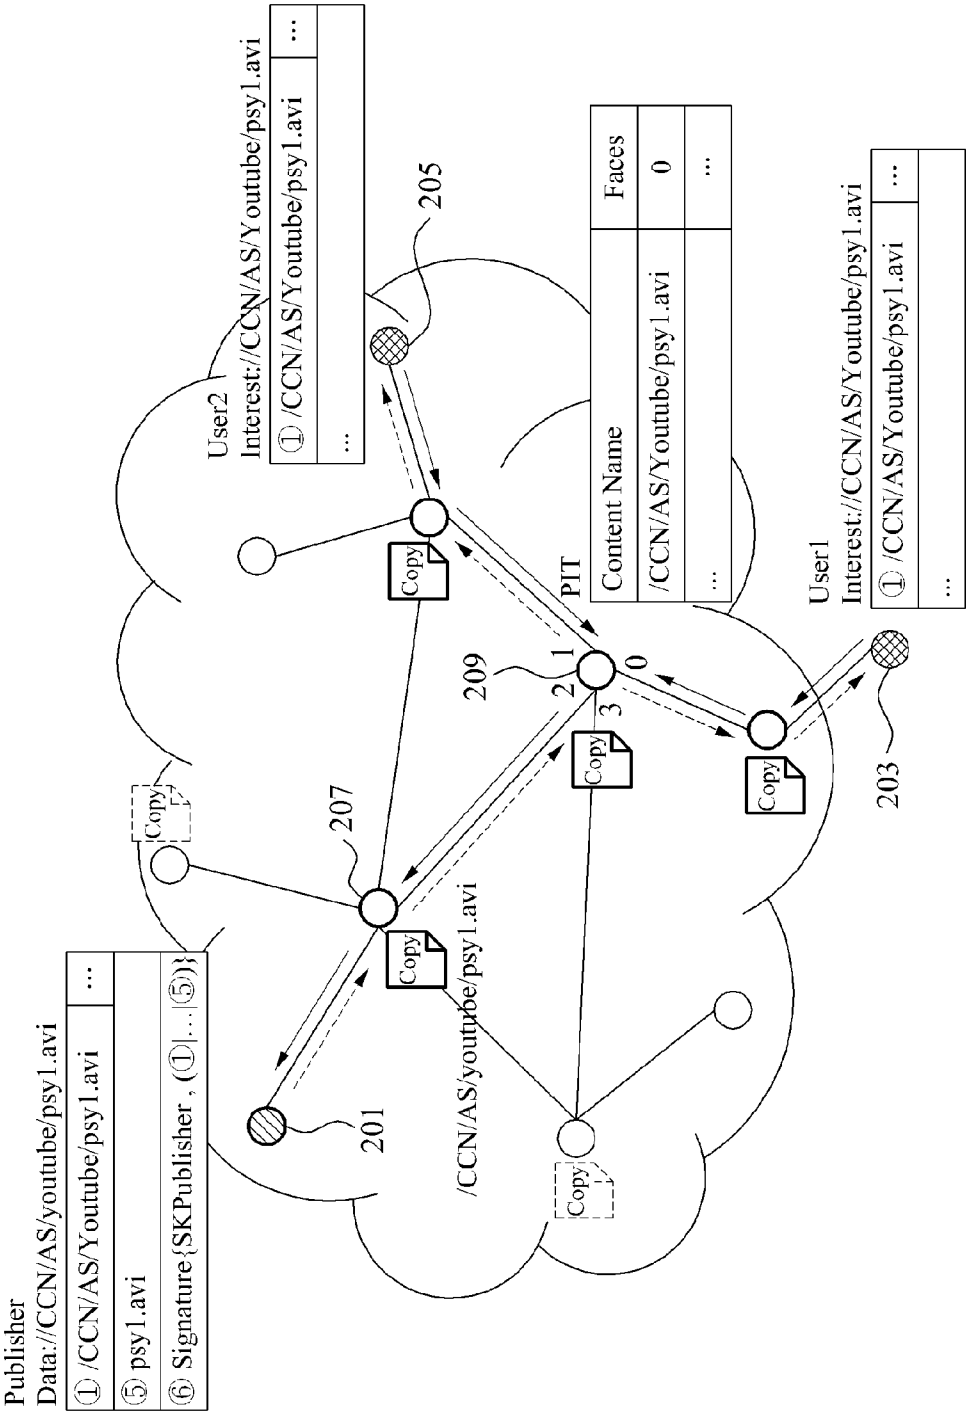 Publisher
Data://CCN/AS/youtube/psy1.avi
① /CCN/AS/Youtube/psy1.avi ...
⑤ psy1.avi
⑥ Signature{SKPublisher , (①|...|⑤)}
User2
Interest://CCN/AS/Youtube/psy1.avi
① /CCN/AS/Youtube/psy1.avi ...
...
Copy
207
201
Copy
/CCN/AS/youtube/psy1.avi
Copy
205
Copy
209
1
2
0
3
Copy
PIT
Content Name Faces
/CCN/AS/Youtube/psy1.avi 0
... ...
Copy
203
User1
Interest://CCN/AS/Youtube/psy1.avi
① /CCN/AS/Youtube/psy1.avi ...
...